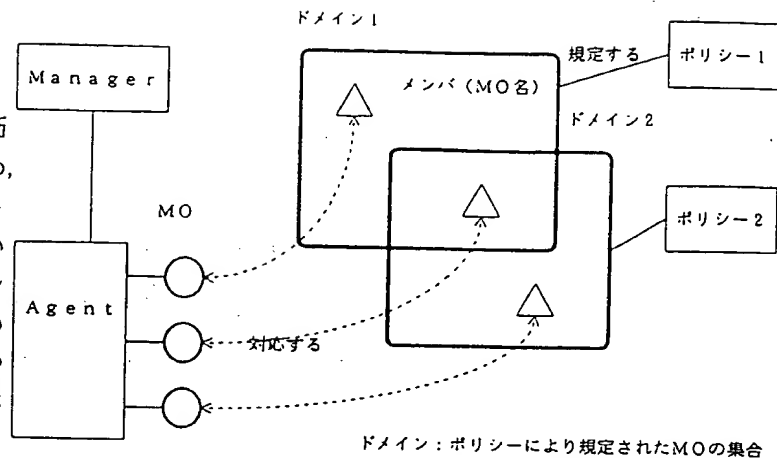 ドメイン1
Manager
規定する
ポリシー1
メンバ（MO名）
ドメイン2
MO
ポリシー2
Agent
対応する
ドメイン：ポリシーにより規定されたMOの集合